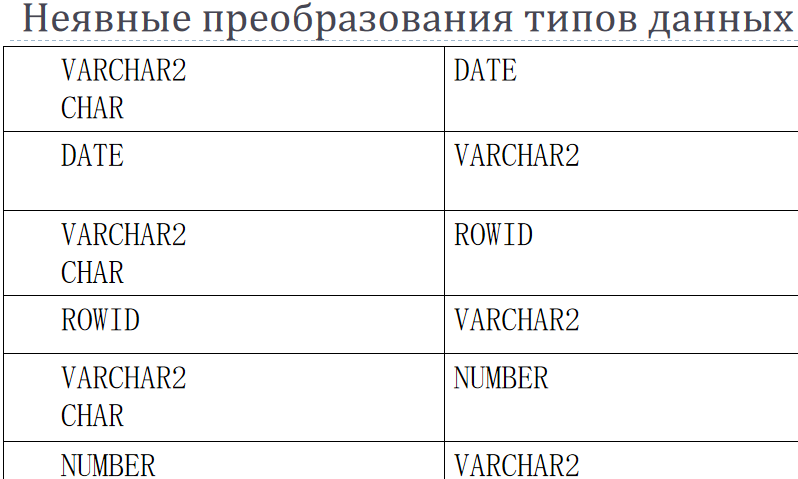 Неявные преобразования типов данных
VARCHAR2
CHAR
DATE
DATE
VARCHAR2
VARCHAR2
CHAR
ROWID
ROWID
VARCHAR2
VARCHAR2
CHAR
NUMBER
NUMBER
VARCHAR2